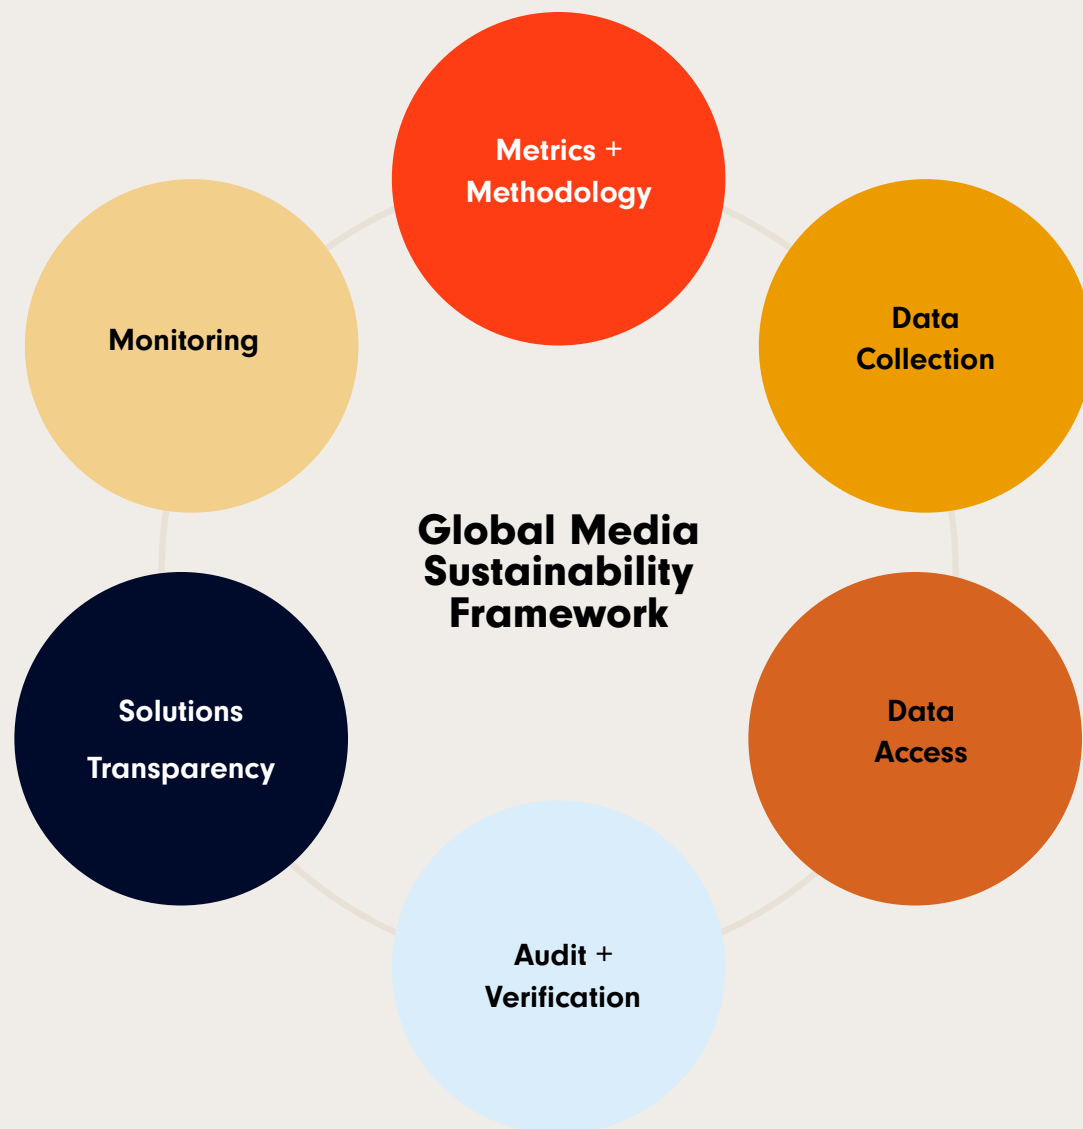 Metrics +
Methodology
Data
Collection
Data
Access
Audit +
Verification
Solutions
Transparency
Monitoring
Global Media
Sustainability
Framework